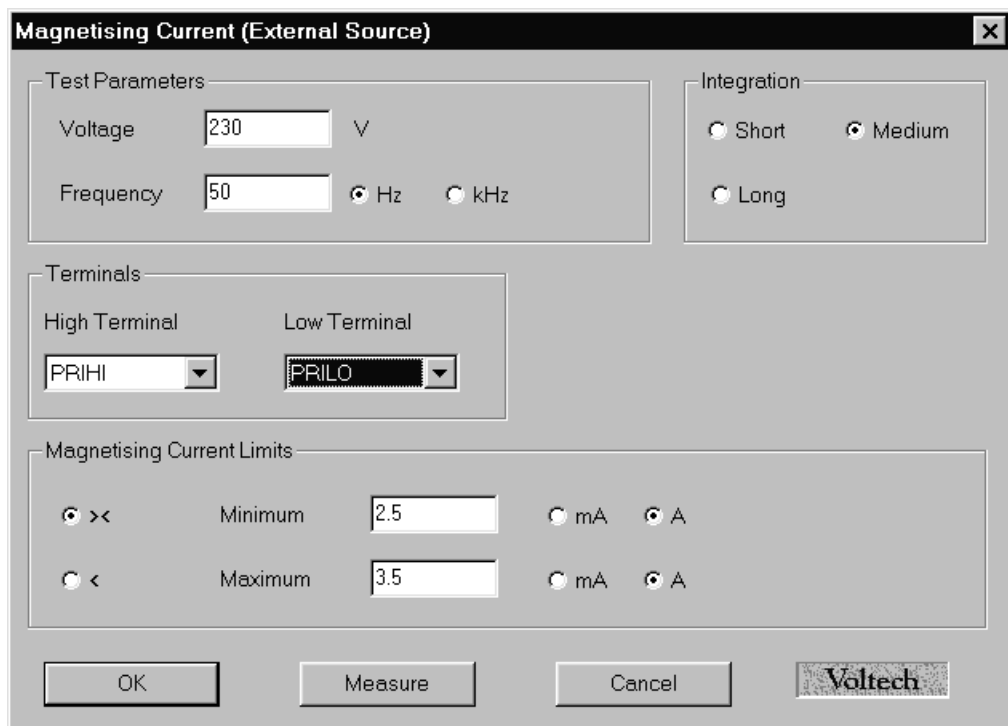 Magnetising Current (External Source)
Test Parameters
Voltage 230 V
Frequency 50 Hz kHz
Integration
Short Medium
Long
Terminals
High Terminal Low Terminal
PRIHI PRILO
Magnetising Current Limits
>< Minimum 2.5 mA A
< Maximum 3.5 mA A
OK Measure Cancel Voltech